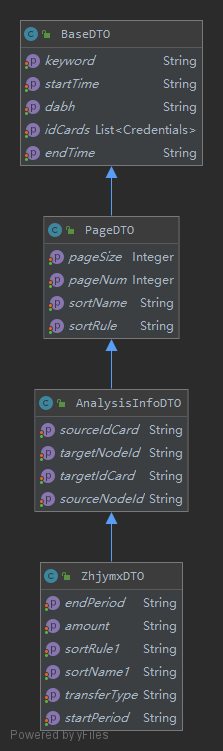 BaseDTO
keyword String
startTime String
dabh String
idCards List<Credentials>
endTime String
PageDTO
pageSize Integer
pageNum Integer
sortName String
sortRule String
AnalysisInfoDTO
sourceIdCard String
targetNodeId String
targetIdCard String
sourceNodeId String
ZhjymxDTO
endPeriod String
amount String
sortRule1 String
sortName1 String
transferType String
startPeriod String
Powered by yFiles